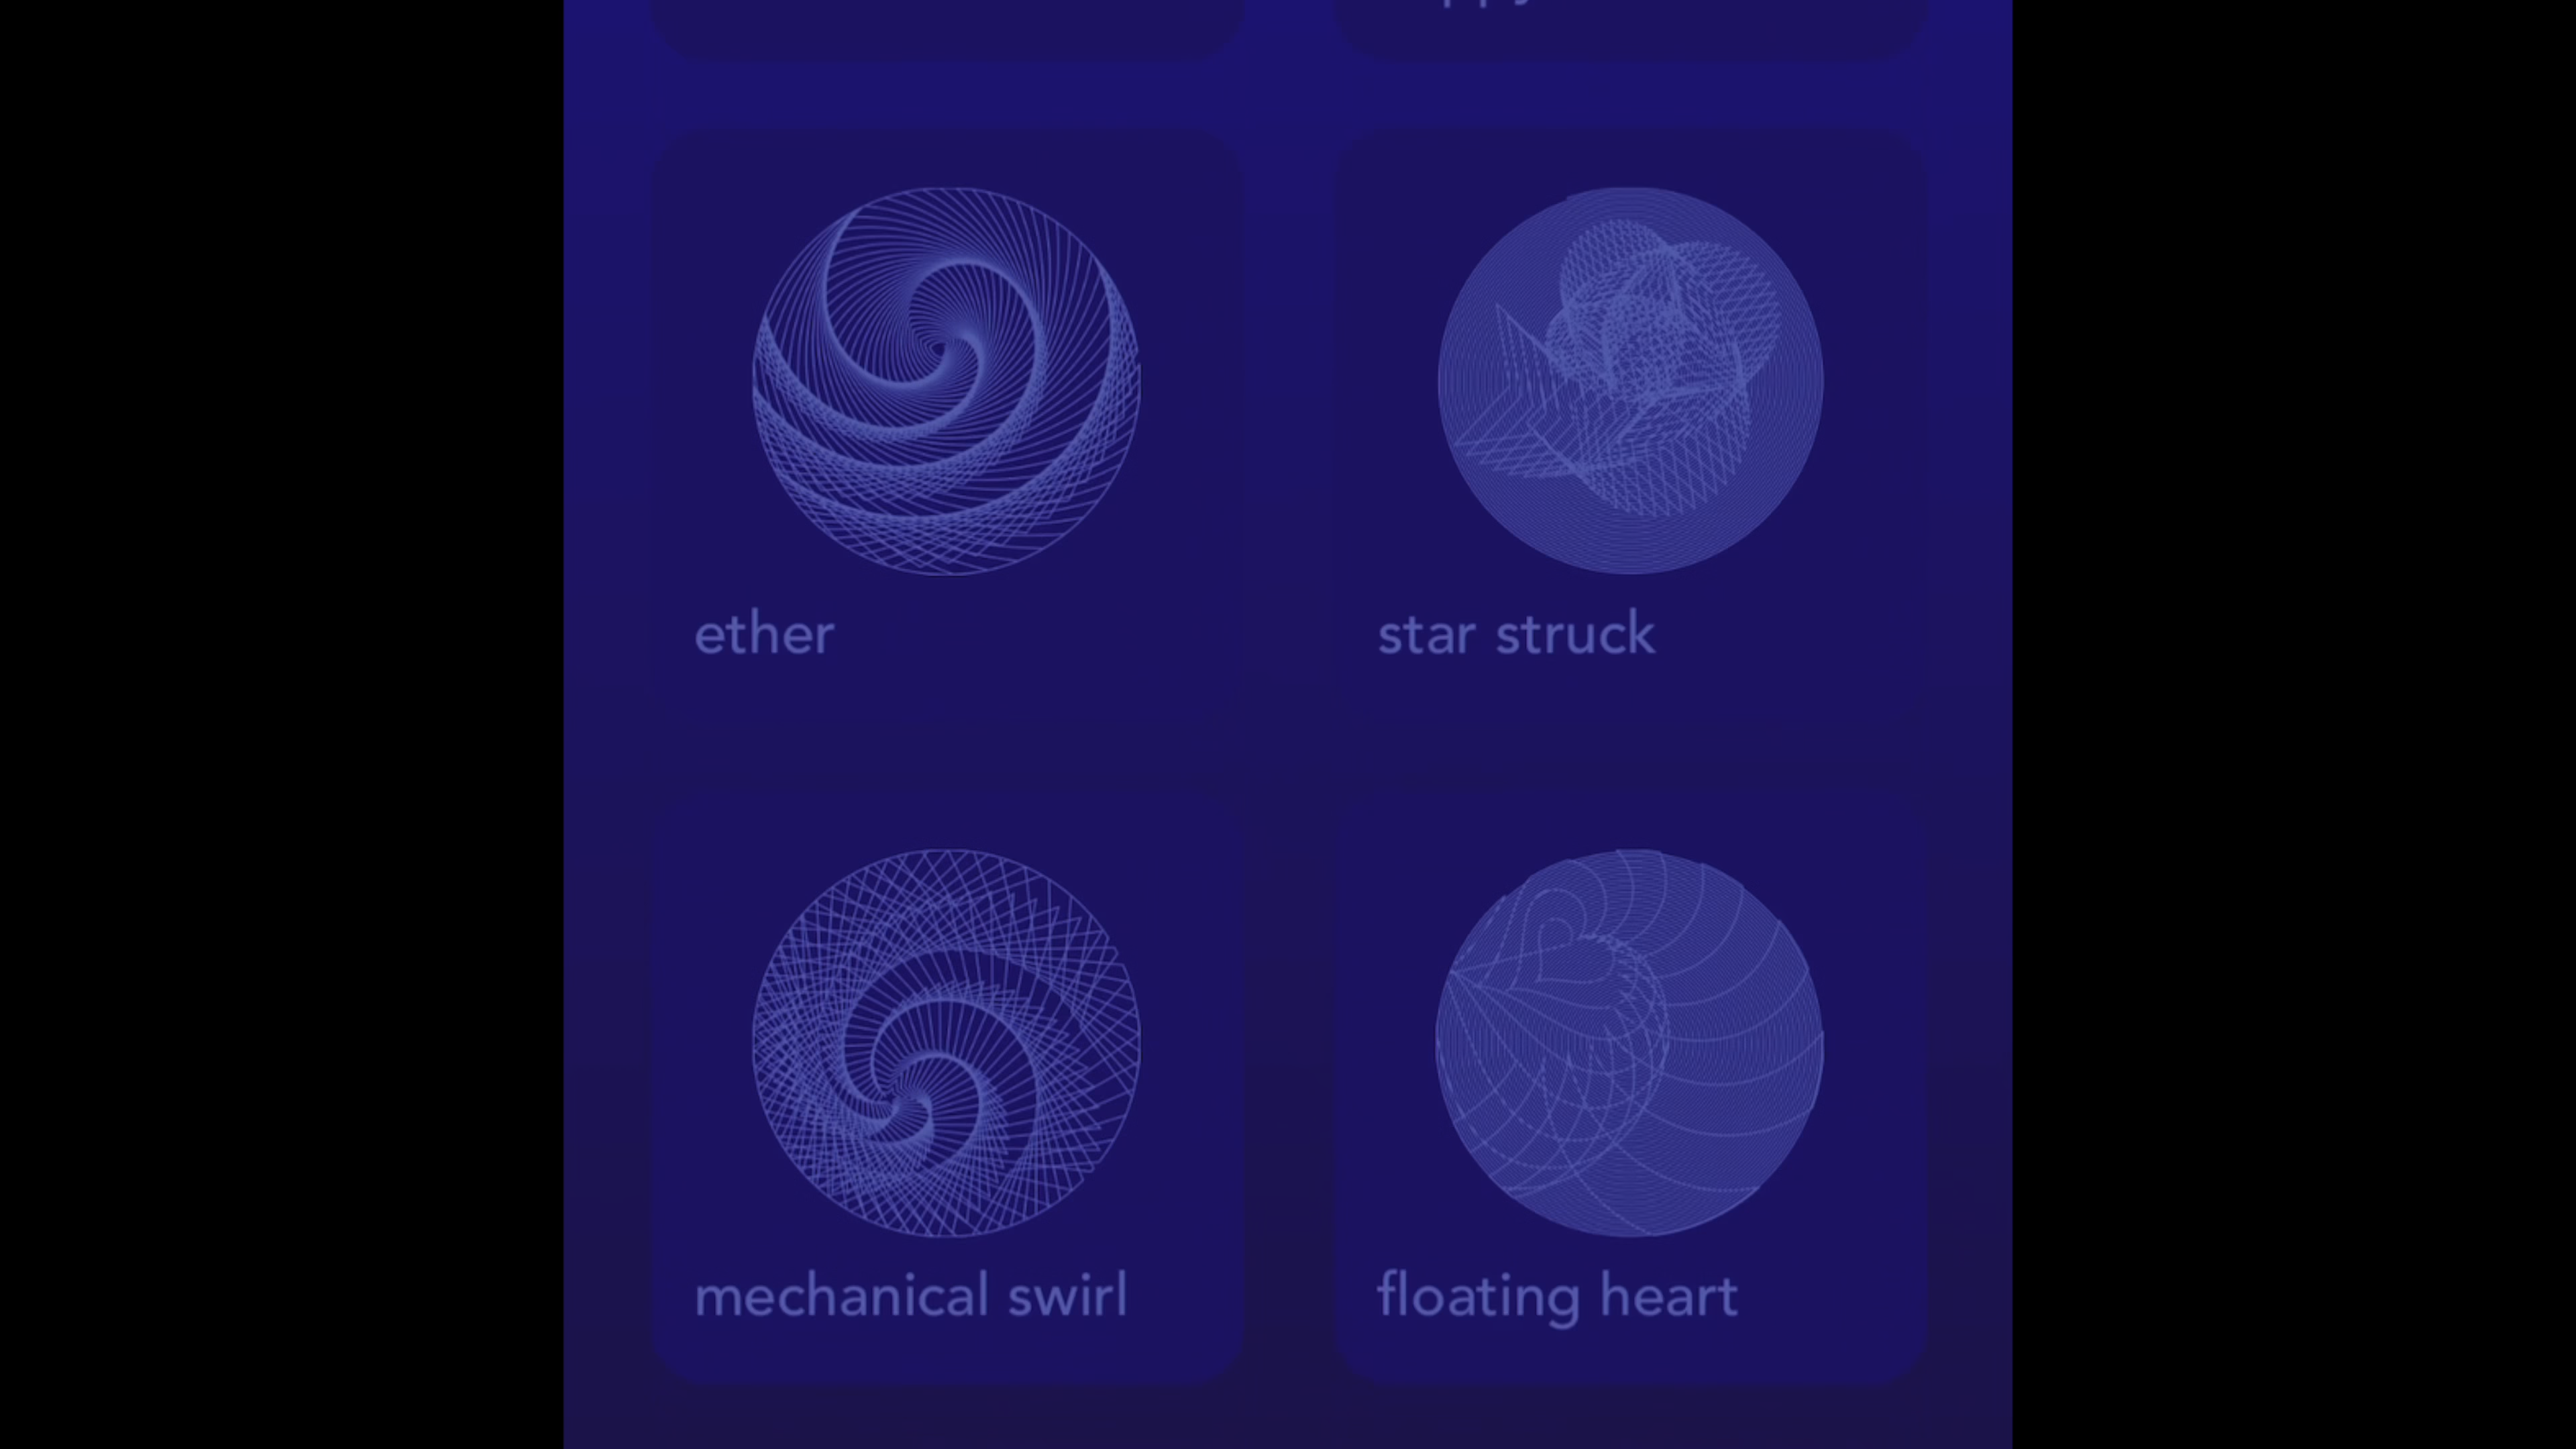 ether
star struck
mechanical swirl
floating heart